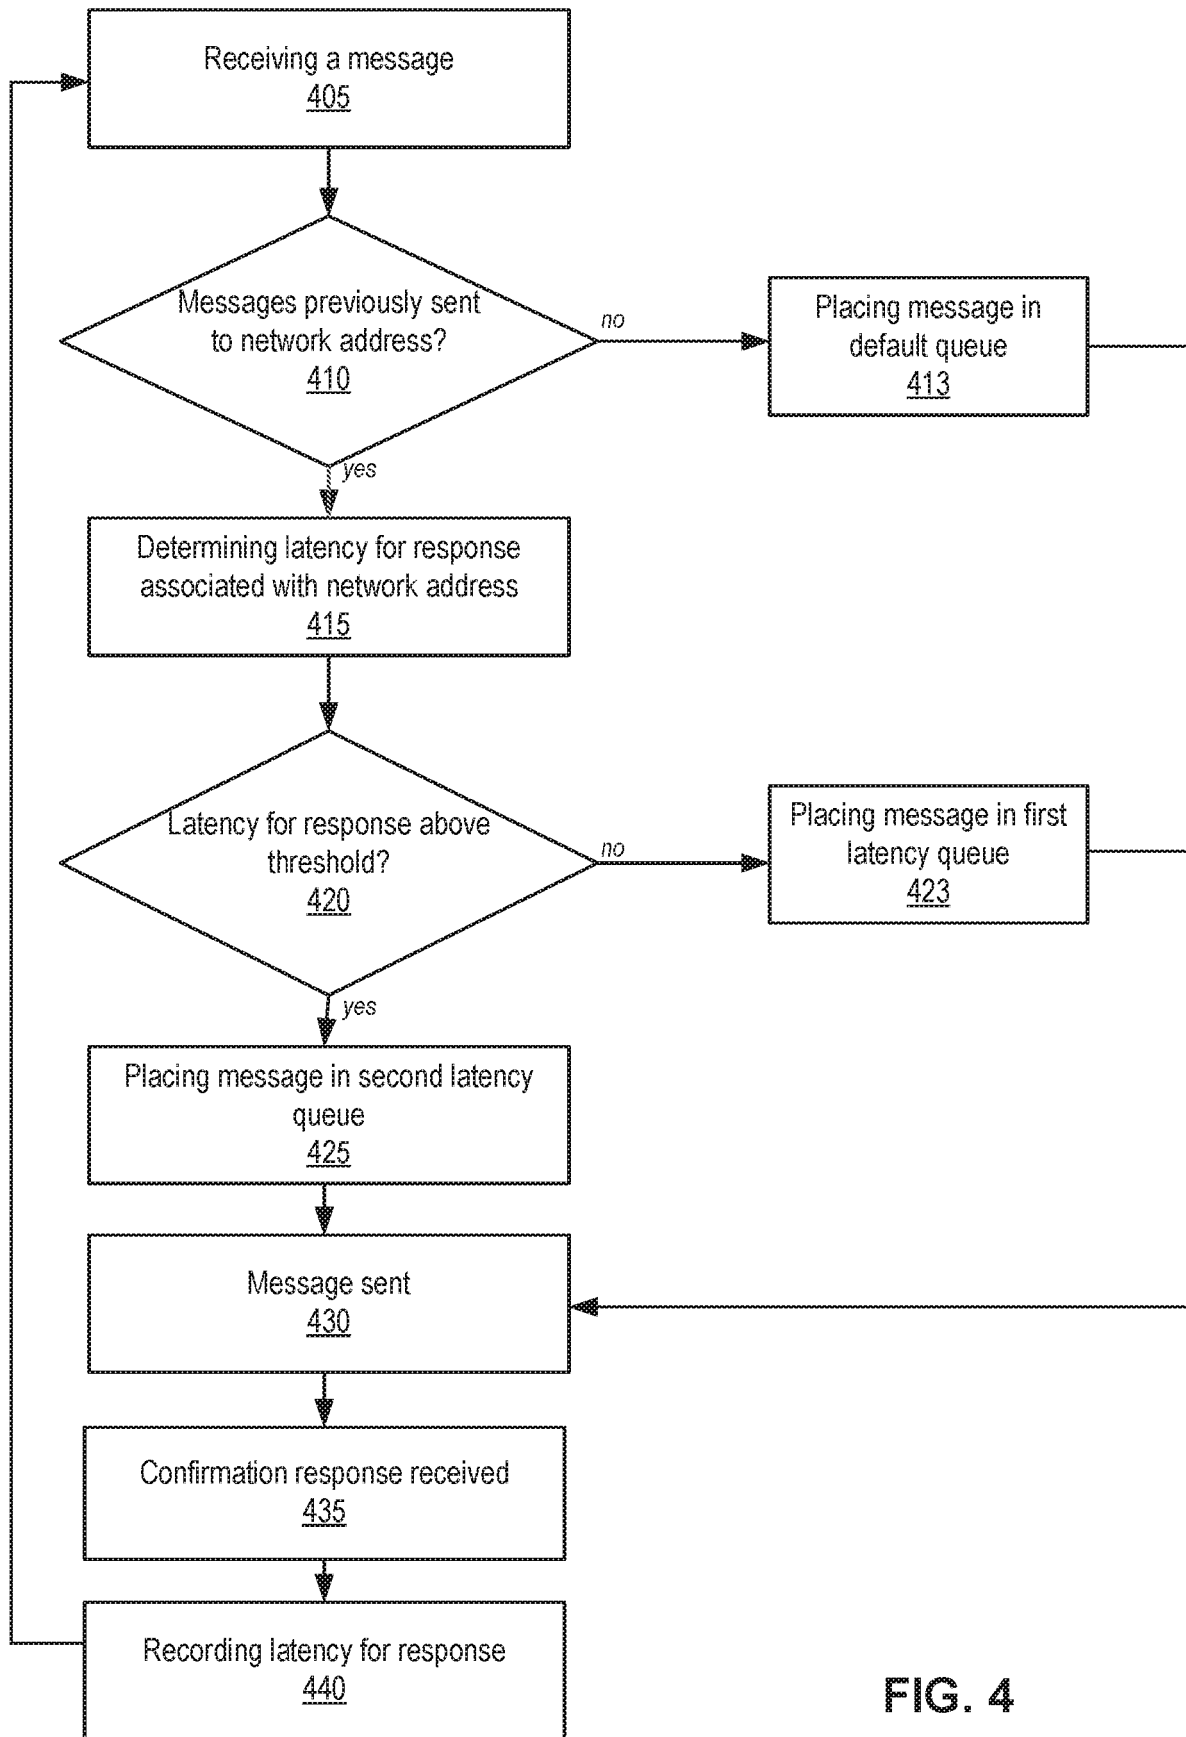 Receiving a message
405
Messages previously sent
to network address?
410
no
Placing message in
default queue
413
yes
Determining latency for response
associated with network address
415
Latency for response above
threshold?
420
no
Placing message in first
latency queue
423
yes
Placing message in second latency
queue
425
Message sent
430
Confirmation response received
435
Recording latency for response
440
FIG. 4